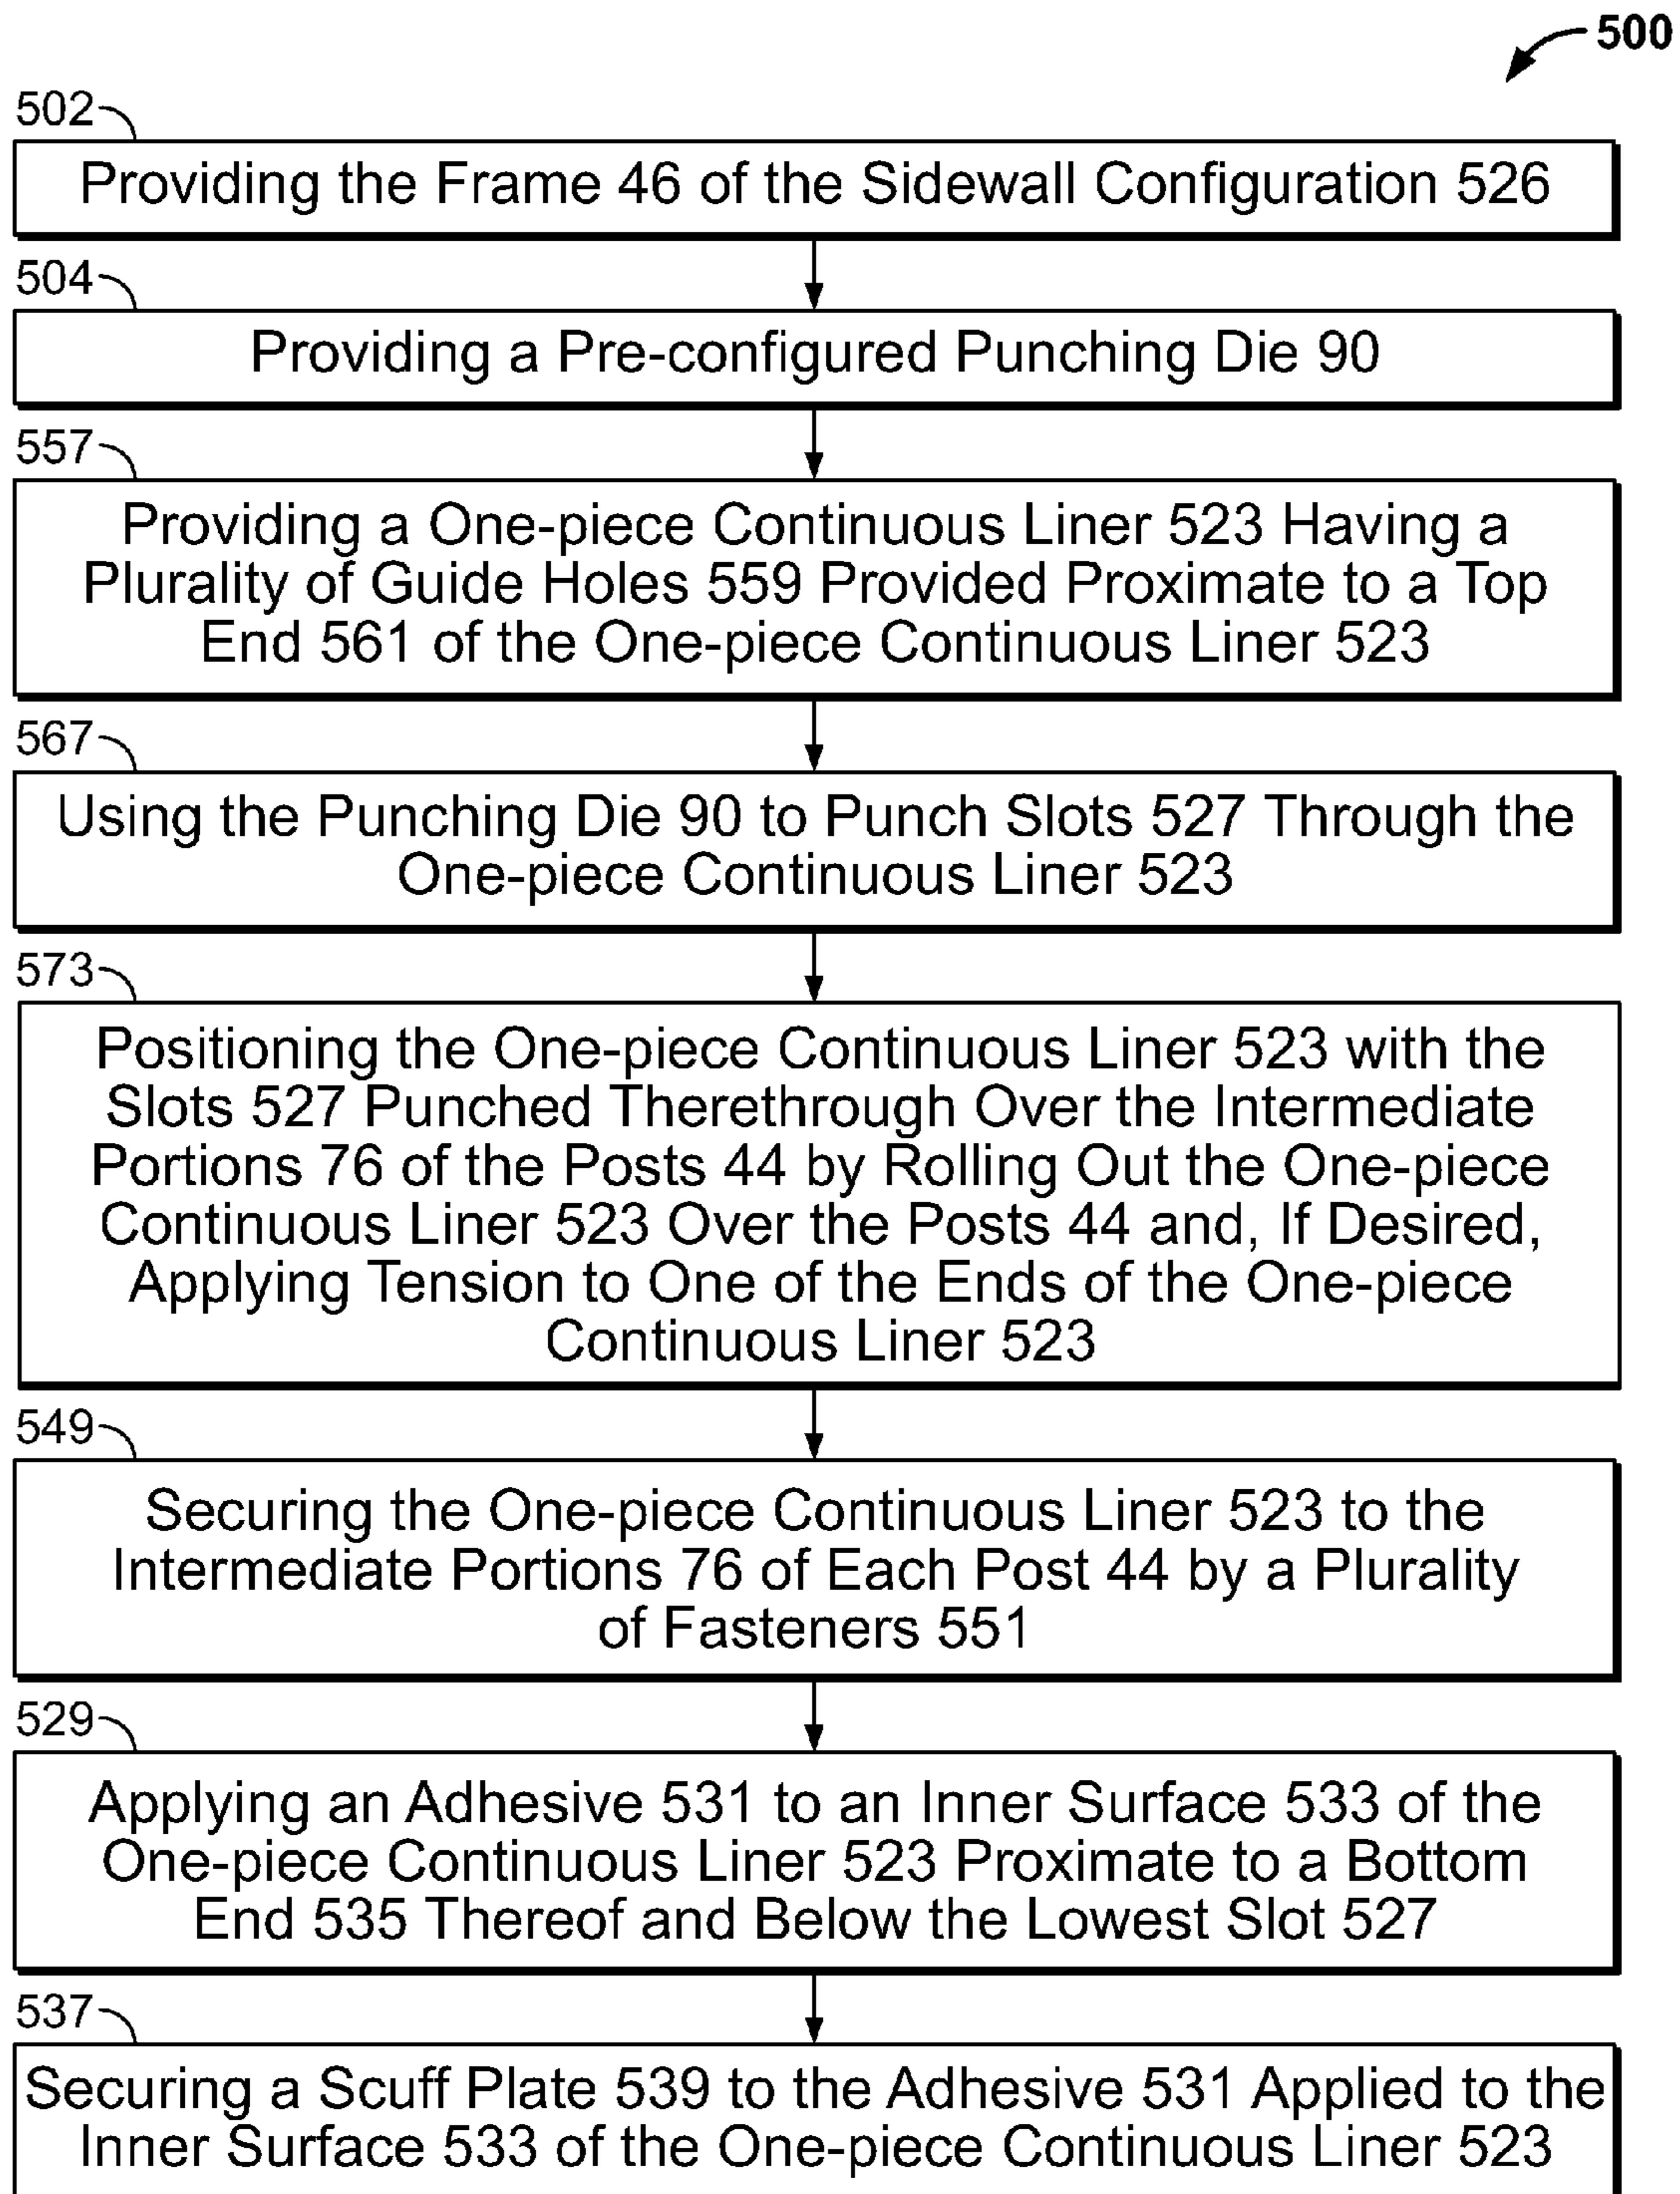 500
502
Providing the Frame 46 of the Sidewall Configuration 526
504
Providing a Pre-configured Punching Die 90
557
Providing a One-piece Continuous Liner 523 Having a
Plurality of Guide Holes 559 Provided Proximate to a Top
End 561 of the One-piece Continuous Liner 523
567
Using the Punching Die 90 to Punch Slots 527 Through the
One-piece Continuous Liner 523
573
Positioning the One-piece Continuous Liner 523 with the
Slots 527 Punched Therethrough Over the Intermediate
Portions 76 of the Posts 44 by Rolling Out the One-piece
Continuous Liner 523 Over the Posts 44 and, If Desired,
Applying Tension to One of the Ends of the One-piece
Continuous Liner 523
549
Securing the One-piece Continuous Liner 523 to the
Intermediate Portions 76 of Each Post 44 by a Plurality
of Fasteners 551
529
Applying an Adhesive 531 to an Inner Surface 533 of the
One-piece Continuous Liner 523 Proximate to a Bottom
End 535 Thereof and Below the Lowest Slot 527
537
Securing a Scuff Plate 539 to the Adhesive 531 Applied to the
Inner Surface 533 of the One-piece Continuous Liner 523